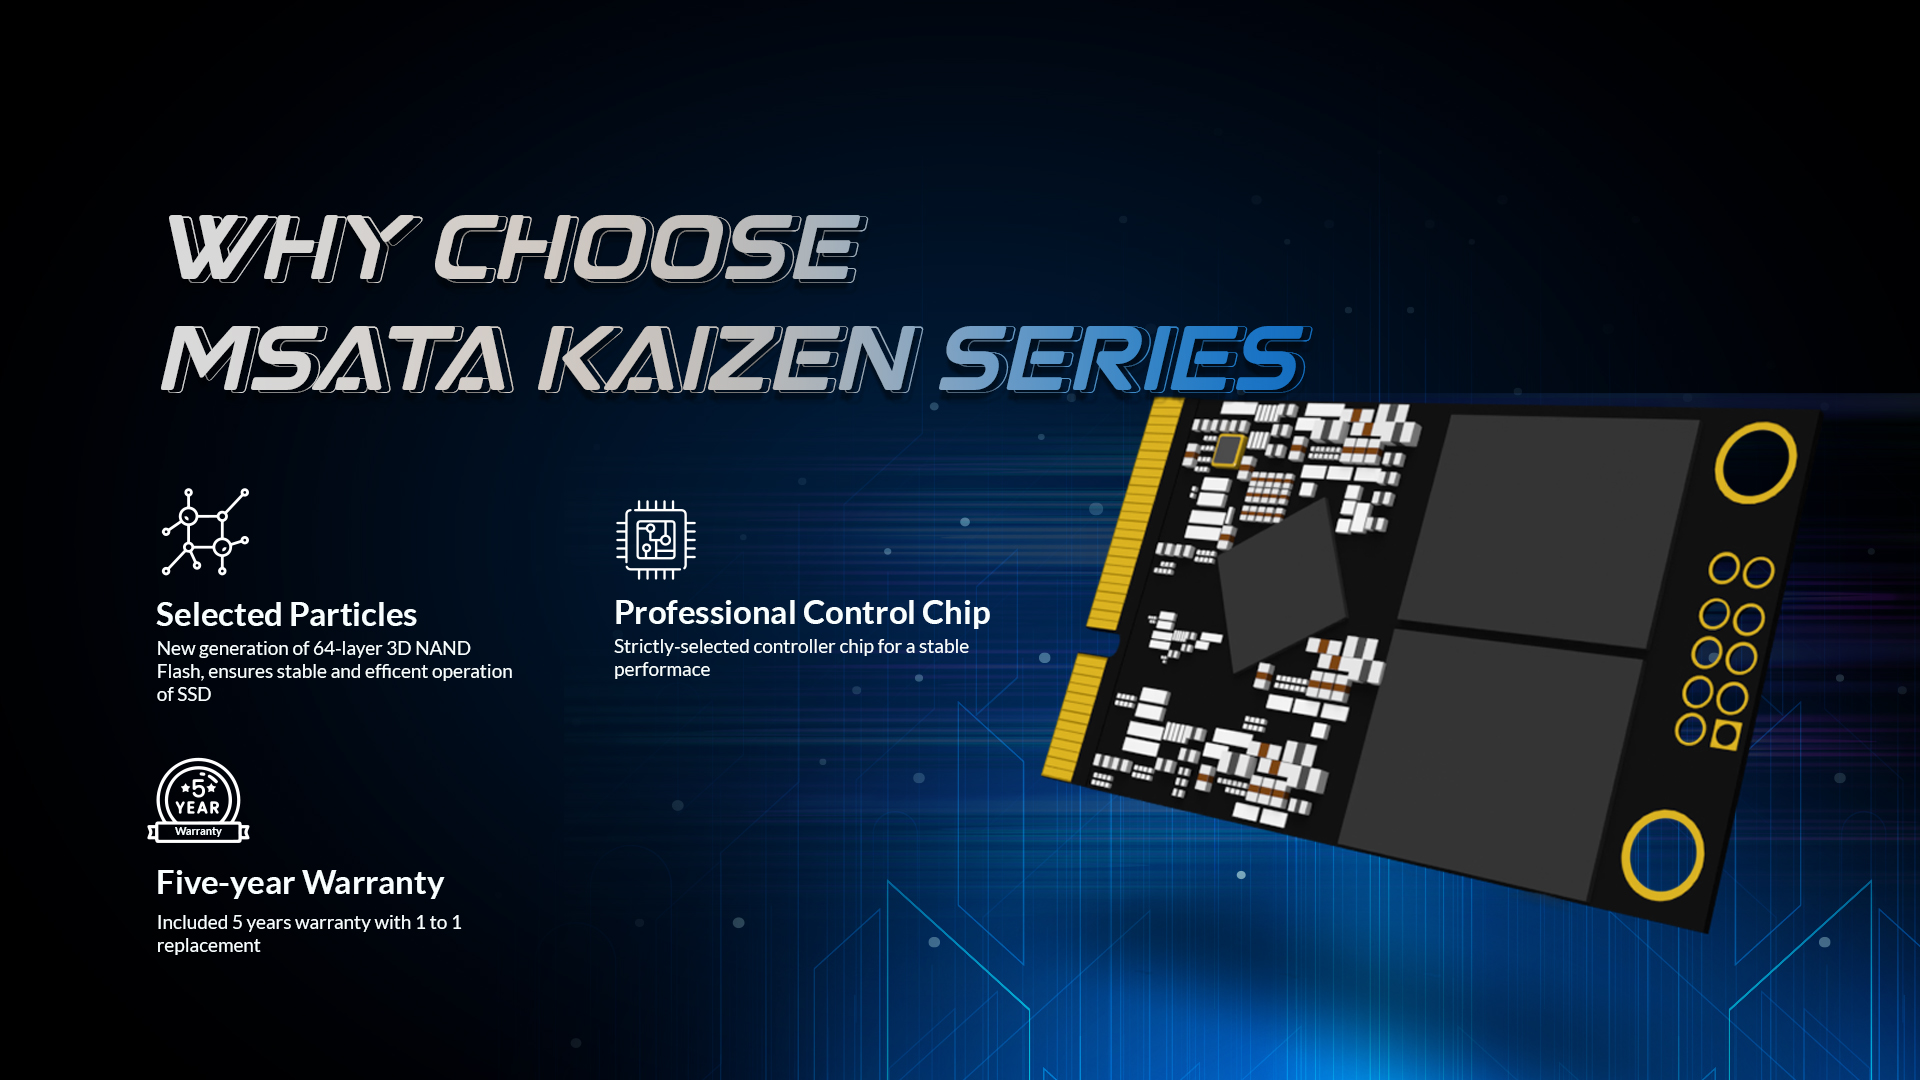 WHY CHOOSE
MSATA KAIZEN SERIES
Selected Particles
New generation of 64-layer 3D NAND
Flash, ensures stable and efficent operation
of SSD
Professional Control Chip
Strictly-selected controller chip for a stable
performace
5
YEAR
Warranty
Five-year Warranty
Included 5 years warranty with 1 to 1
replacement